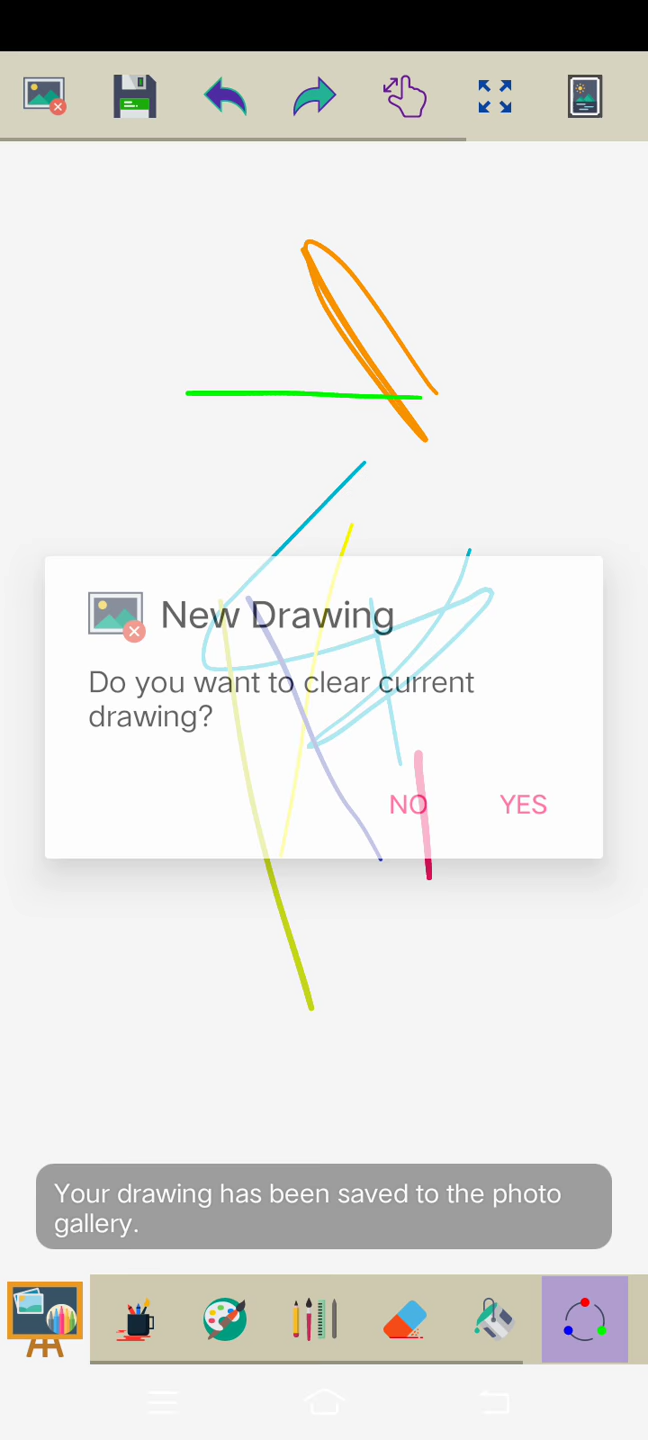 New Drawing
Do you want to clear current
drawing?
NO
YES
Your drawing has been saved to the photo
gallery.